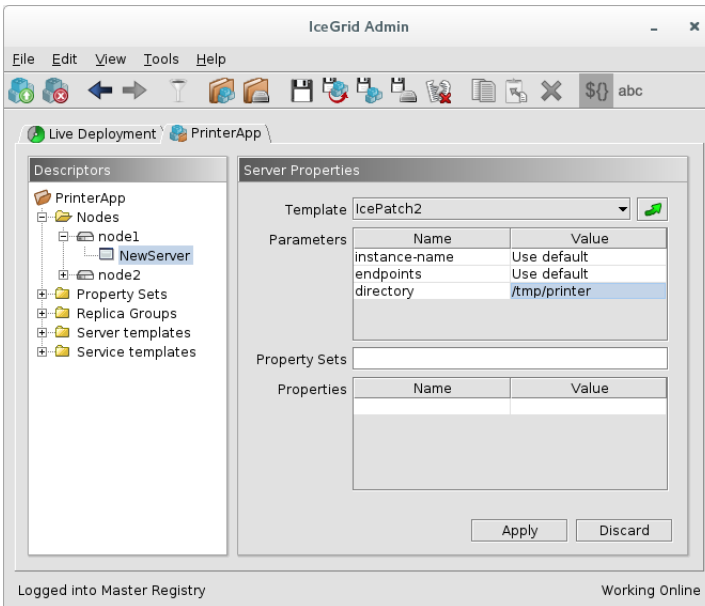 IceGrid Admin
File Edit View Tools Help
${} abc
Live Deployment PrinterApp
Descriptors
PrinterApp
Nodes
node1
NewServer
node2
Property Sets
Replica Groups
Server templates
Service templates
Server Properties
Template IcePatch2
Parameters Name Value
instance-name Use default
endpoints Use default
directory /tmp/printer
Property Sets
Properties Name Value
Apply Discard
Logged into Master Registry Working Online